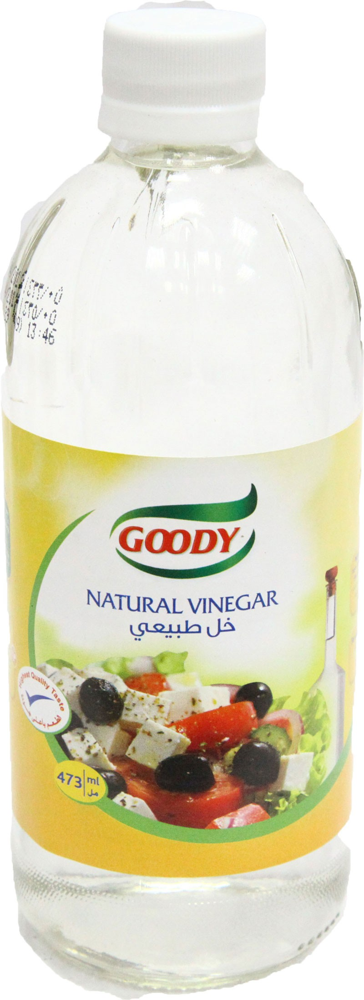 13:46
GOODY
NATURAL VINEGAR
خل طبيعي
Highest Quality Taste
473 ml
مل